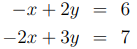 −x + 2y = 6
−2x + 3y = 7